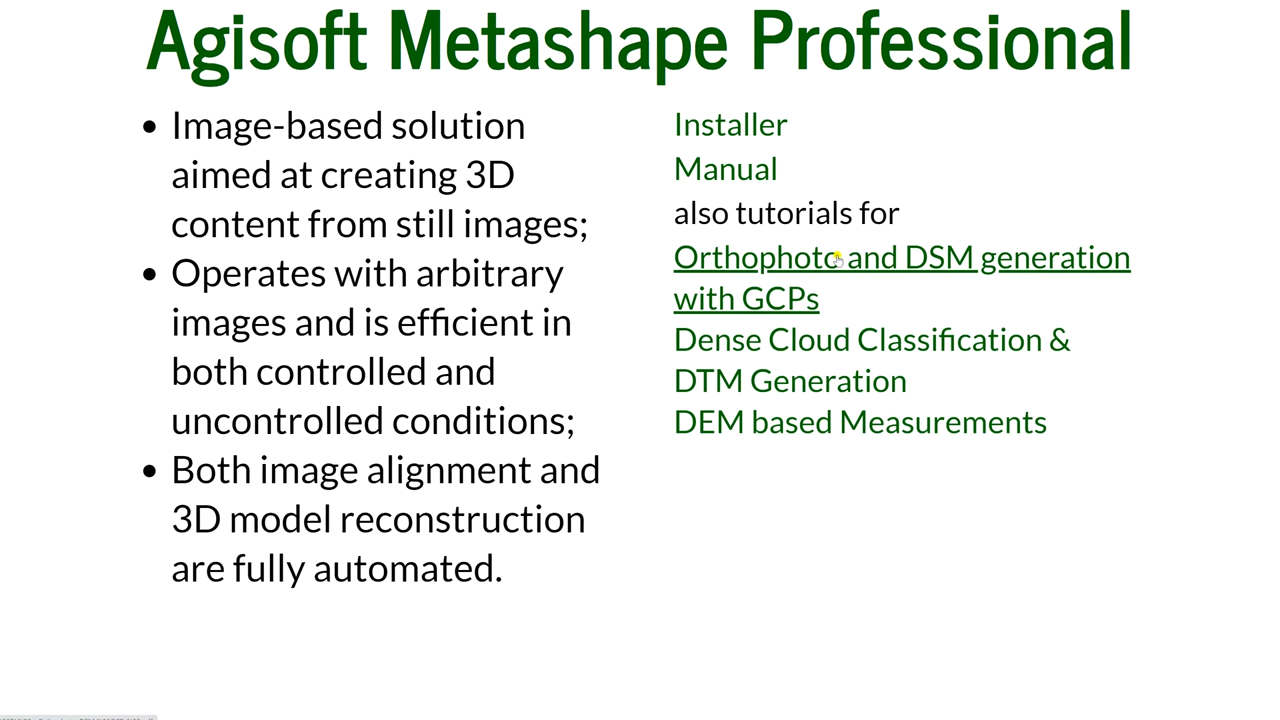 Agisoft Metashape Professional
• Image-based solution
aimed at creating 3D
content from still images;
• Operates with arbitrary
images and is efficient in
both controlled and
uncontrolled conditions;
• Both image alignment and
3D model reconstruction
are fully automated.
Installer
Manual
also tutorials for
Orthophoto and DSM generation
with GCPs
Dense Cloud Classification &
DTM Generation
DEM based Measurements